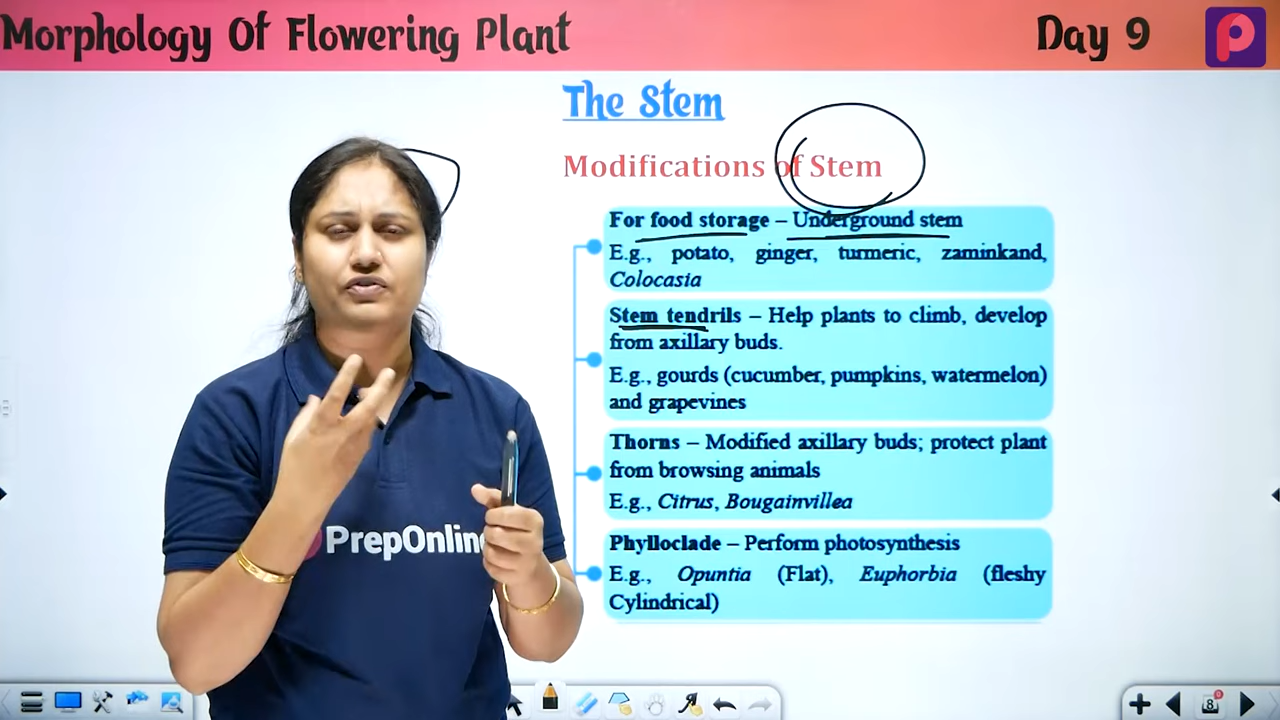 Morphology Of Flowering Plant
Day 9
The Stem
Modifications of Stem
For food storage – Underground stem
E.g., potato, ginger, turmeric, zaminkand,
Colocasia
Stem tendrils – Help plants to climb, develop
from axillary buds.
E.g., gourds (cucumber, pumpkins, watermelon)
and grapevines
Thorns – Modified axillary buds; protect plant
from browsing animals
E.g., Citrus, Bougainvillea
Phylloclade – Perform photosynthesis
E.g., Opuntia (Flat), Euphorbia (fleshy
Cylindrical)
PrepOnline
8